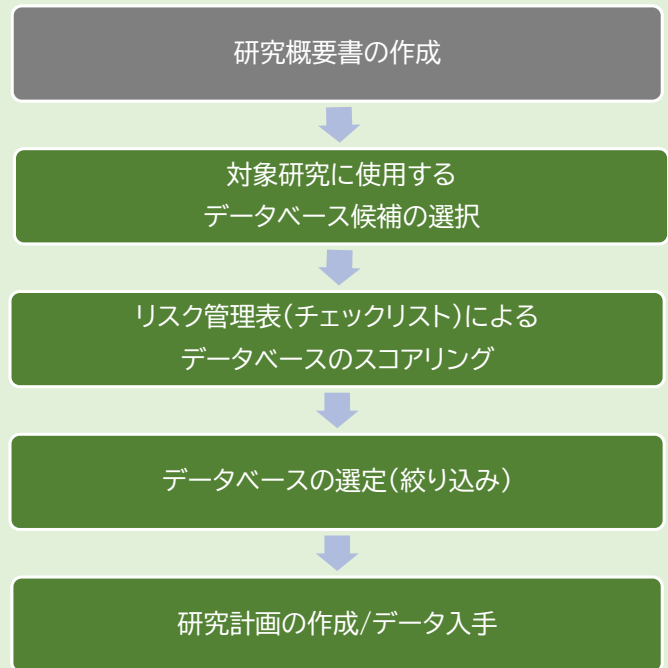 研究概要書の作成
対象研究に使用する
データベース候補の選択
リスク管理表(チェックリスト)による
データベースのスコアリング
データベースの選定(絞り込み)
研究計画の作成/データ入手